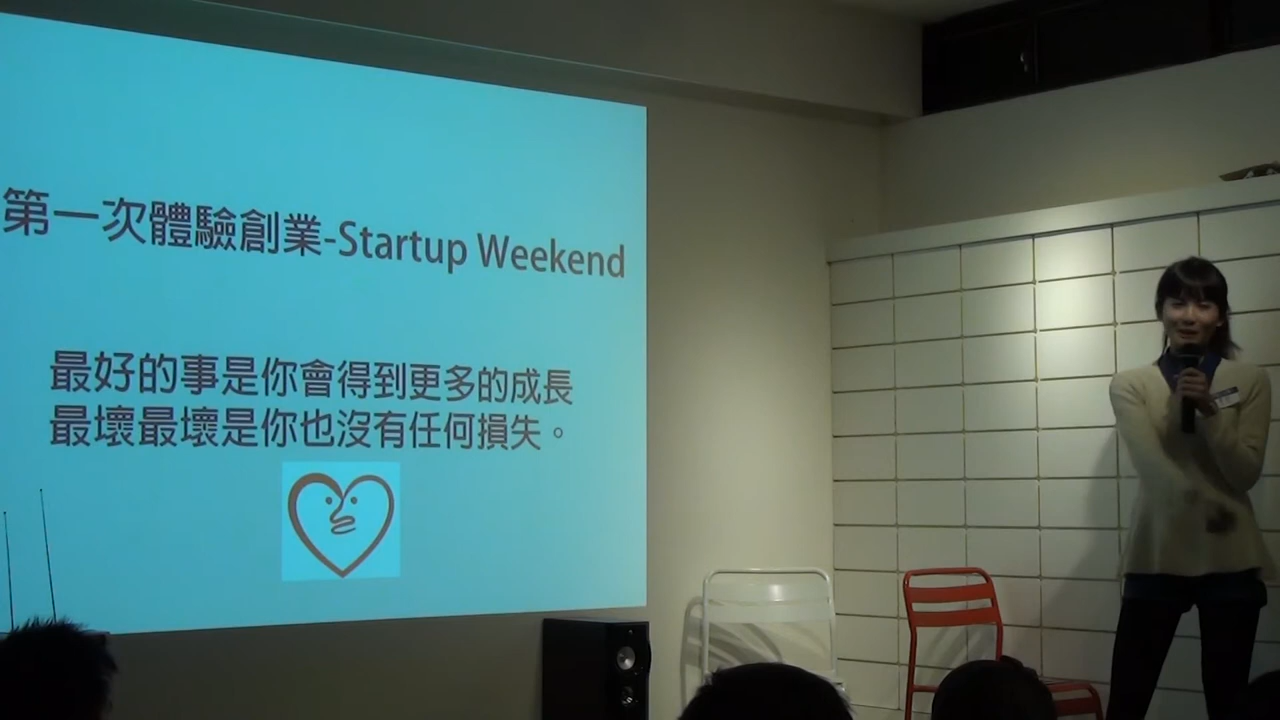 第一次體驗創業-Startup Weekend
最好的事是你會得到更多的成長
最壞最壞是你也沒有任何損失。